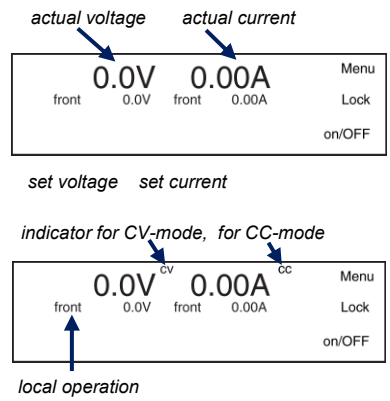 actual voltage actual current
0.0V 0.00A Menu
front 0.0V front 0.00A Lock
on/OFF
set voltage set current
indicator for CV-mode, for CC-mode
0.0V CV 0.00A CC Menu
front 0.0V front 0.00A Lock
on/OFF
local operation